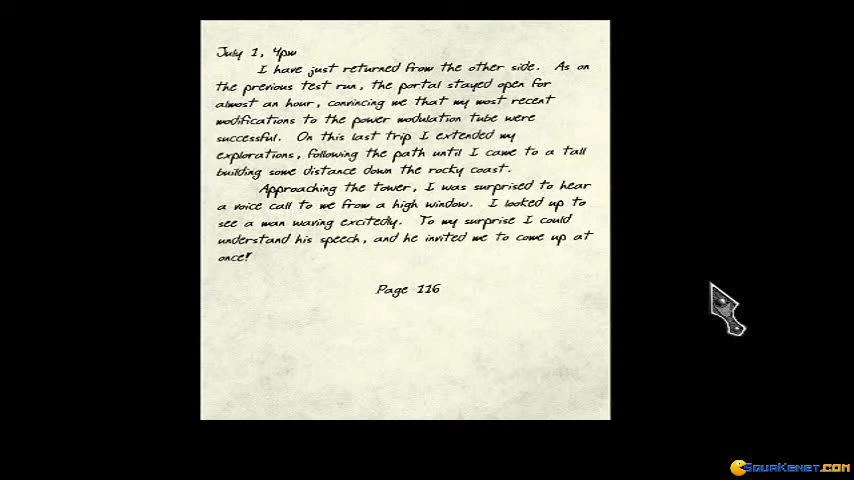 July 1, 4pm
I have just returned from the other side. As on
the previous test run, the portal stayed open for
almost an hour, convincing me that my most recent
modifications to the power modulation tube were
successful. On this last trip I extended my
explorations, following the path until I came to a tall
building some distance down the rocky coast.
Approaching the tower, I was surprised to hear
a voice call to me from a high window. I looked up to
see a man waving excitedly. To my surprise I could
understand his speech, and he invited me to come up at
once!
Page 116
SquaKenet.com